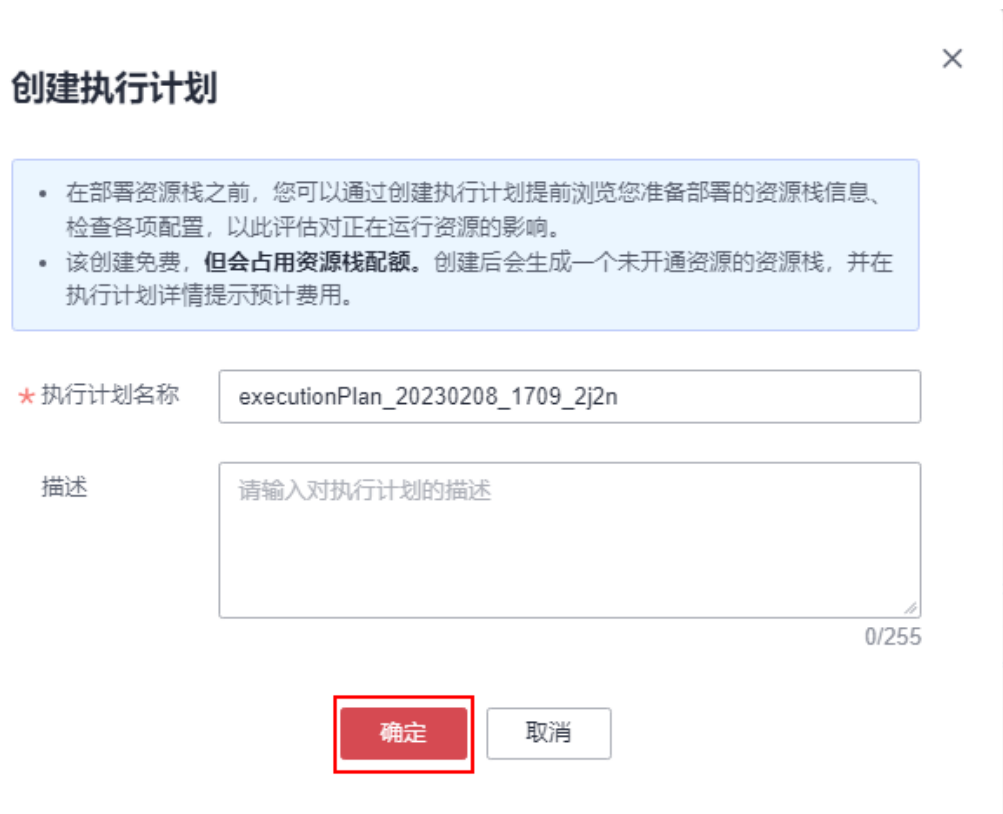 创建执行计划
在部署资源栈之前，您可以通过创建执行计划提前浏览您准备部署的资源栈信息、
检查各项配置，以此评估对正在运行资源的影响。
该创建免费，但会占用资源栈配额。创建后会生成一个未开通资源的资源栈，并在
执行计划详情提示预计费用。
* 执行计划名称 executionPlan_20230208_1709_2j2n
描述 请输入对执行计划的描述
0/255
确定 取消